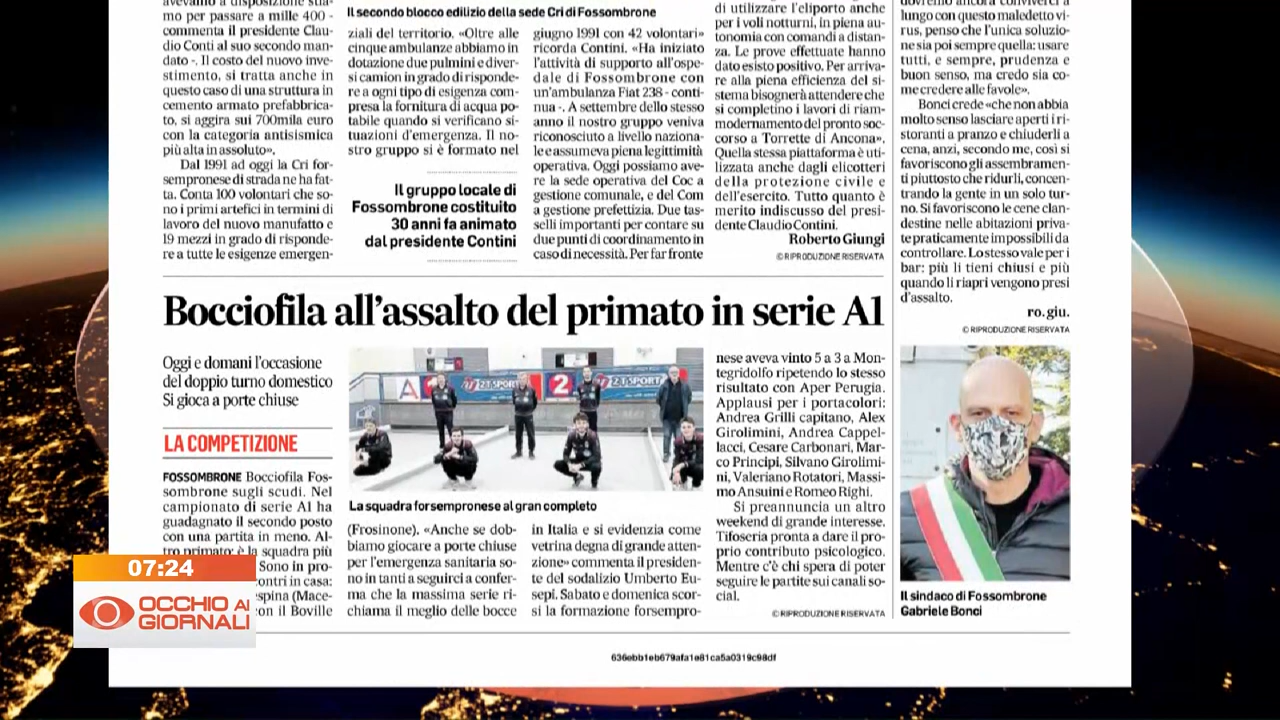 avevamo a disposizione stia-
mo per passare a mille 400 -
commenta il presidente Clau-
dio Conti al suo secondo man-
dato -. Il costo del nuovo inve-
stimento, si tratta anche in
questo caso di una struttura in
cemento armato prefabbrica-
to, si aggira sui 700mila euro
con la categoria antisismica
più alta in assoluto».
Dal 1991 ad oggi la Cri for-
sempronese di strada ne ha fat-
ta. Conta 100 volontari che so-
no i primi artefici in termini di
lavoro del nuovo manufatto e
19 mezzi in grado di risponde-
re a tutte le esigenze emergen-
Il secondo blocco edilizio della sede Cri di Fossombrone
ziali del territorio. «Oltre alle
cinque ambulanze abbiamo in
dotazione due pulmini e diver-
si camion in grado di risponde-
re a ogni tipo di esigenza com-
presa la fornitura di acqua po-
tabile quando si verificano si-
tuazioni d'emergenza. Il no-
stro gruppo si è formato nel
Il gruppo locale di
Fossombrone costituito
30 anni fa animato
dal presidente Contini
giugno 1991 con 42 volontari»
ricorda Contini. «Ha iniziato
l'attività di supporto all'ospe-
dale di Fossombrone con
un'ambulanza Fiat 238 - conti-
nua -. A settembre dello stesso
anno il nostro gruppo veniva
riconosciuto a livello naziona-
le e assumeva piena legittimità
operativa. Oggi possiamo ave-
re la sede operativa del Coc a
gestione comunale, e del Com
a gestione prefettizia. Due tas-
selli importanti per contare su
due punti di coordinamento in
caso di necessità. Per far fronte
di utilizzare l'eliporto anche
per i voli notturni, in piena au-
tonomia con comandi a distan-
za. Le prove effettuate hanno
dato esisto positivo. Per arriva-
re alla piena efficienza del si-
stema bisognerà attendere che
si completino i lavori di riam-
modernamento del pronto soc-
corso a Torrette di Ancona».
Quella stessa piattaforma è uti-
lizzata anche dagli elicotteri
della protezione civile e
dell'esercito. Tutto quanto è
merito indiscusso del presi-
dente Claudio Contini.
Roberto Giungi
© RIPRODUZIONE RISERVATA
dovremo ancora conviverci a
lungo con questo maledetto vi-
rus, penso che l'unica soluzio-
ne sia poi sempre quella: usare
tutti, e sempre, prudenza e
buon senso, ma credo sia co-
me credere alle favole».
Bonci crede «che non abbia
molto senso lasciare aperti i ri-
storanti a pranzo e chiuderli a
cena, anzi, secondo me, così si
favoriscono gli assembramen-
ti piuttosto che ridurli, concen-
trando la gente in un solo tur-
no. Si favoriscono le cene clan-
destine nelle abitazioni priva-
te praticamente impossibili da
controllare. Lo stesso vale per i
bar: più li tieni chiusi e più
quando li riapri vengono presi
d'assalto.
ro. giu.
© RIPRODUZIONE RISERVATA
Bocciofila all'assalto del primato in serie A1
Oggi e domani l'occasione
del doppio turno domestico
Si gioca a porte chiuse
LA COMPETIZIONE
FOSSOMBRONE Bocciofila Fos-
sombrone sugli scudi. Nel
campionato di serie A1 ha
guadagnato il secondo posto
con una partita in meno. Al-
tro primato: è la squadra più
Sono in pro-
contri in casa:
espina (Mace-
con il Boville
A 1 2T SPORT 2 2T SPORT
La squadra forsempronese al gran completo
(Frosinone). «Anche se dob-
biamo giocare a porte chiuse
per l'emergenza sanitaria so-
no in tanti a seguirci a confer-
ma che la massima serie ri-
chiama il meglio delle bocce
in Italia e si evidenzia come
vetrina degna di grande atten-
zione» commenta il presiden-
te del sodalizio Umberto Eu-
sepi. Sabato e domenica scor-
si la formazione forsempro-
nese aveva vinto 5 a 3 a Mon-
tegridolfo ripetendo lo stesso
risultato con Aper Perugia.
Applausi per i portacolori:
Andrea Grilli capitano, Alex
Girolimini, Andrea Cappel-
lacci, Cesare Carbonari, Mar-
co Principi, Silvano Girolimi-
ni, Valeriano Rotatori, Massi-
mo Ansuini e Romeo Righi.
Si preannuncia un altro
weekend di grande interesse.
Tifoseria pronta a dare il pro-
prio contributo psicologico.
Mentre c'è chi spera di poter
seguire le partite sui canali so-
cial.
© RIPRODUZIONE RISERVATA
Il sindaco di Fossombrone
Gabriele Bonci
07:24
OCCHIO AI
GIORNALI
636ebb1eb679afa1e81ca5a0319c98df